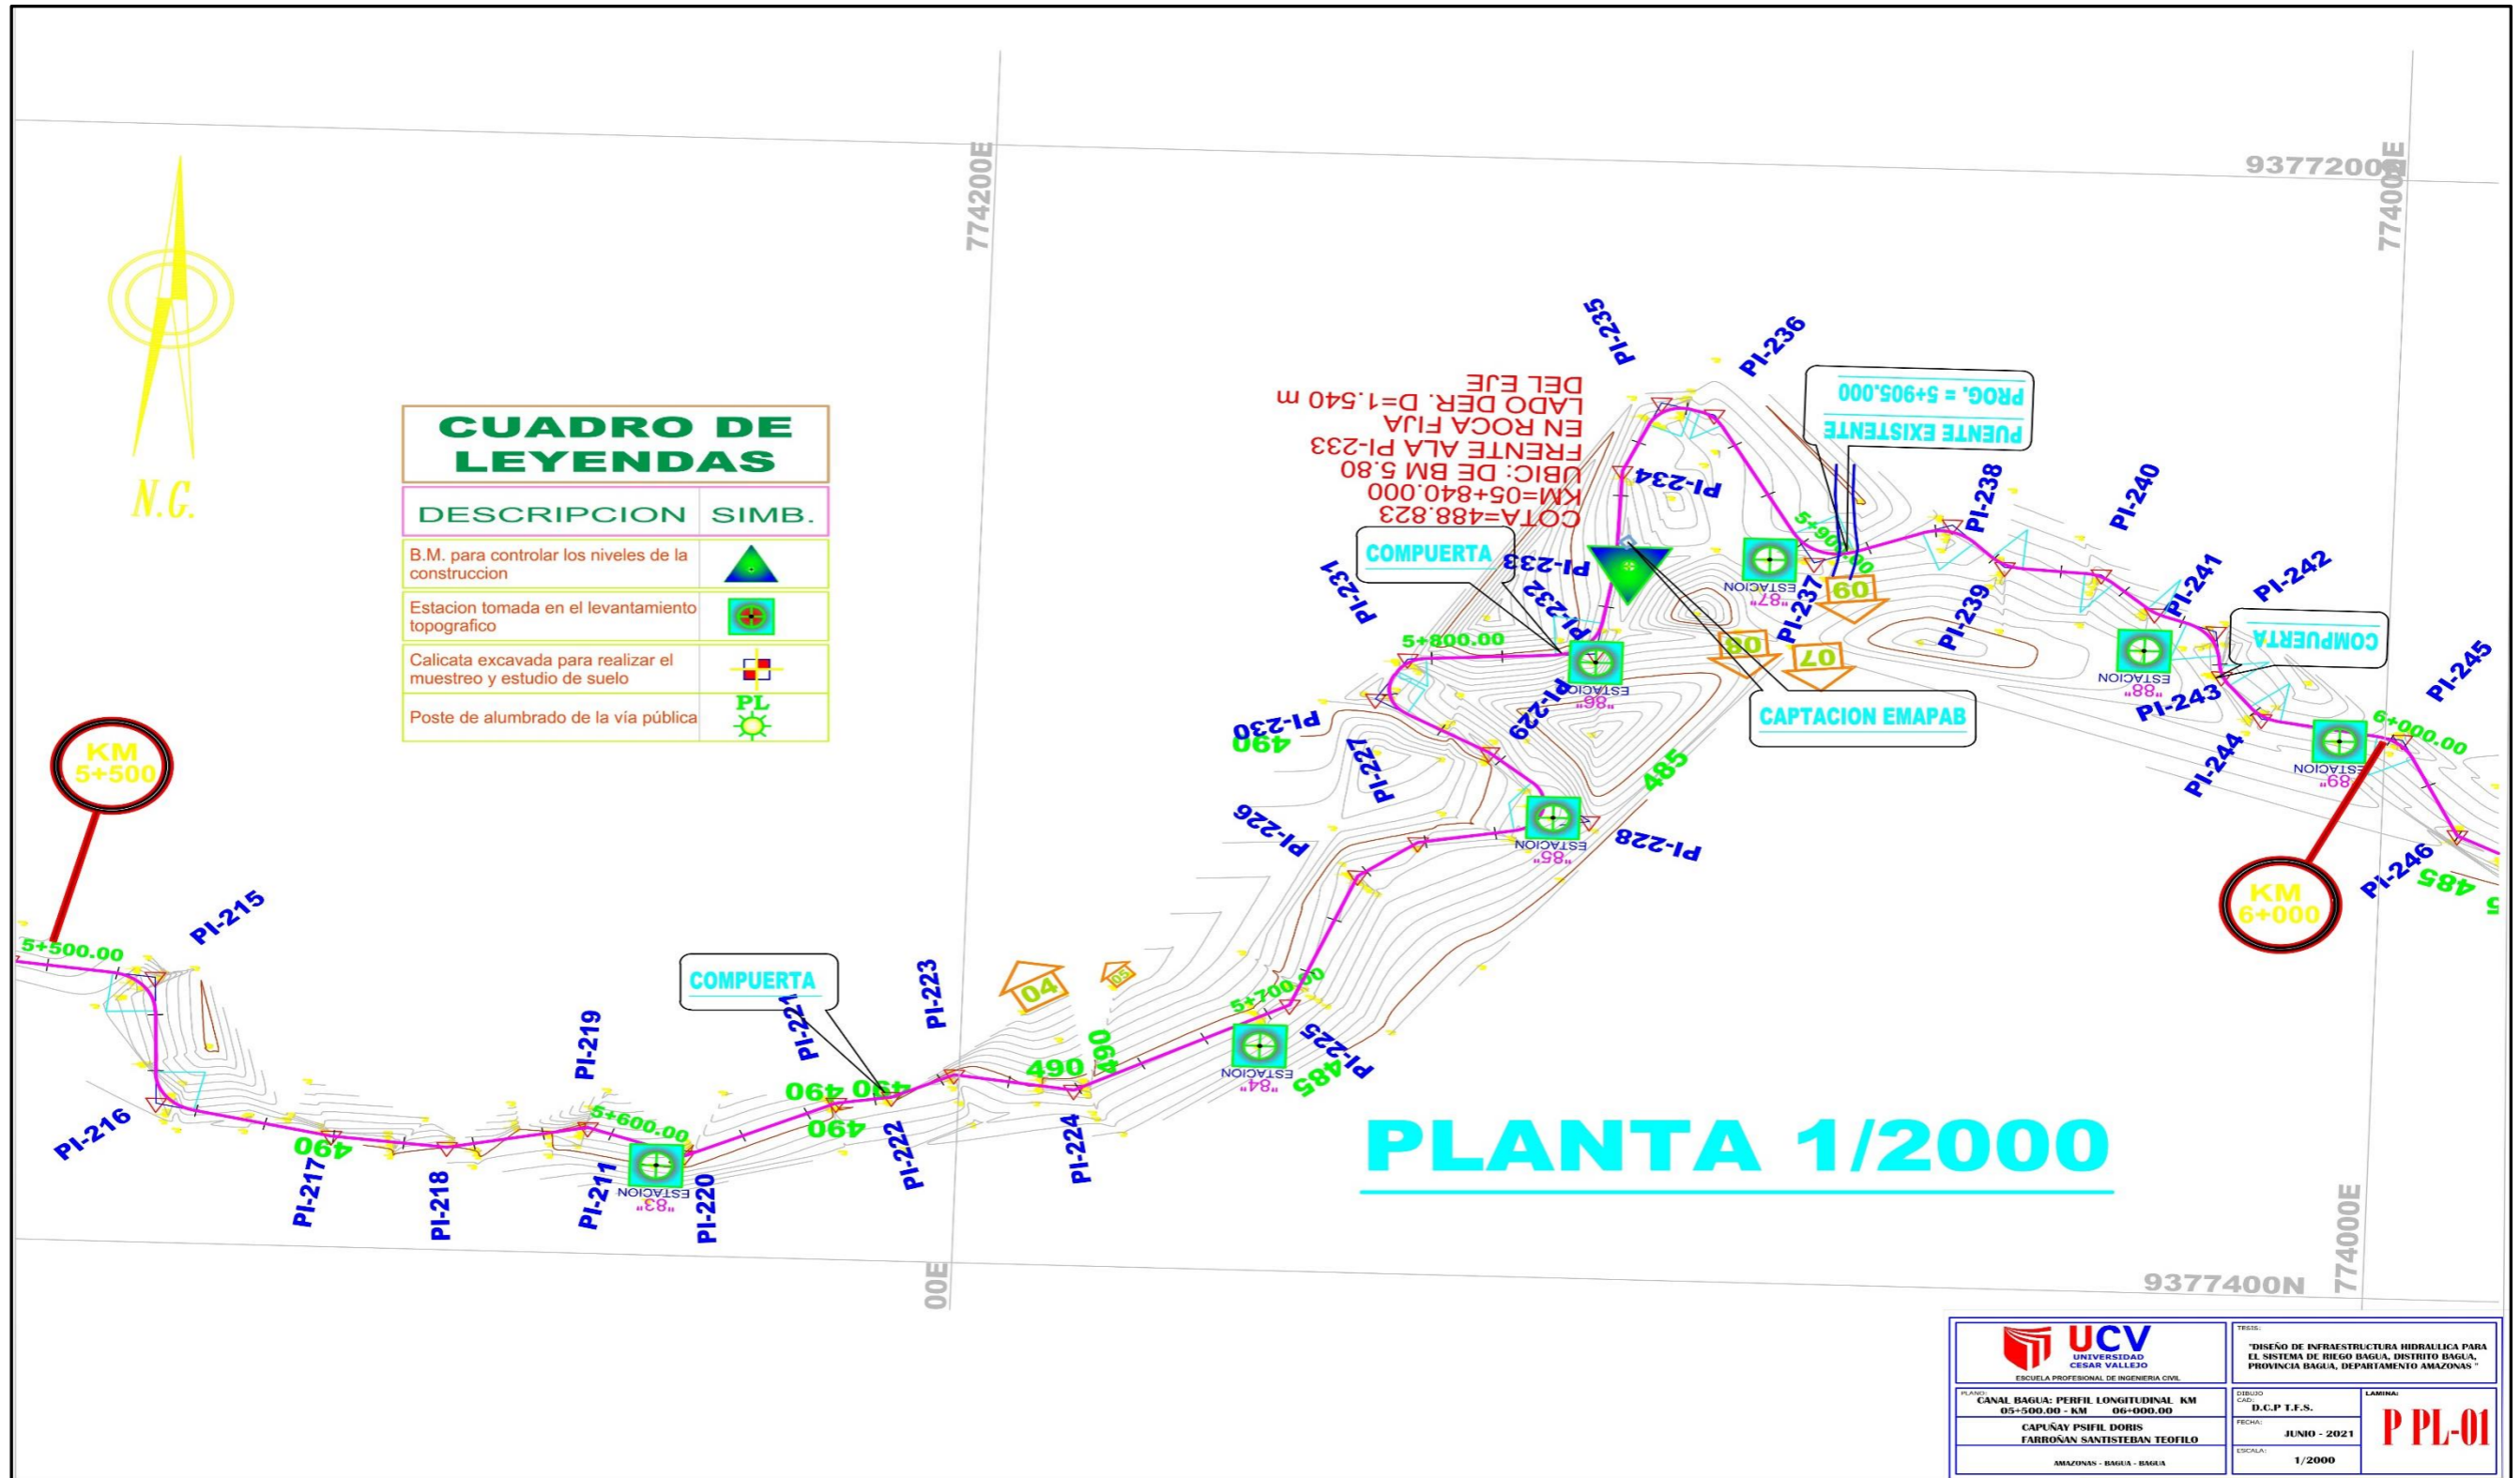 9377200N
774200E
774000E
N.G.
CUADRO DE
LEYENDAS
DESCRIPCION SIMB.
B.M. para controlar los niveles de la
construccion
Estacion tomada en el levantamiento
topografico
Calicata excavada para realizar el
muestreo y estudio de suelo
Poste de alumbrado de la vía pública
PL
KM
5+500
5+500.00
PI-215
PI-216
490
PI-217
PI-218
PI-219
PI-211
5+600.00
ESTACION
"83"
PI-220
COMPUERTA
PI-221
490
490
490
PI-222
PI-223
04
05
490
490
PI-224
5+700.00
ESTACION
"84"
485
PI-225
PI-226
PI-227
ESTACION
"85"
PI-228
485
PI-229
PI-230
490
PI-231
5+800.00
COMPUERTA
PI-232
ESTACION
"86"
PI-233
COTA=488.823
KM=05+840.000
UBIC: DE BM 5.80
FRENTE ALA PI-233
EN ROCA FIJA
LADO DER. D=1.540 m
DEL EJE
PI-234
PI-235
PI-236
PUENTE EXISTENTE
PROG. = 5+905.000
5+900.00
ESTACION
"87"
PI-237
09
08
07
CAPTACION EMAPAB
PI-238
PI-239
PI-240
PI-241
PI-242
COMPUERTA
ESTACION
"88"
PI-243
PI-244
PI-245
6+000.00
ESTACION
"89"
PI-246
485
KM
6+000
PLANTA 1/2000
00E
9377400N
774000E
UCV
UNIVERSIDAD
CESAR VALLEJO
ESCUELA PROFESIONAL DE INGENIERIA CIVIL
TESIS:
"DISEÑO DE INFRAESTRUCTURA HIDRAULICA PARA
EL SISTEMA DE RIEGO BAGUA, DISTRITO BAGUA,
PROVINCIA BAGUA, DEPARTAMENTO AMAZONAS "
PLANO:
CANAL BAGUA: PERFIL LONGITUDINAL KM
05+500.00 - KM 06+000.00
CAPUÑAY PSIFIL DORIS
FARROÑAN SANTISTEBAN TEOFILO
AMAZONAS - BAGUA - BAGUA
DIBUJO
CAD:
D.C.P T.F.S.
FECHA:
JUNIO - 2021
ESCALA:
1/2000
LAMINA:
P PL-01